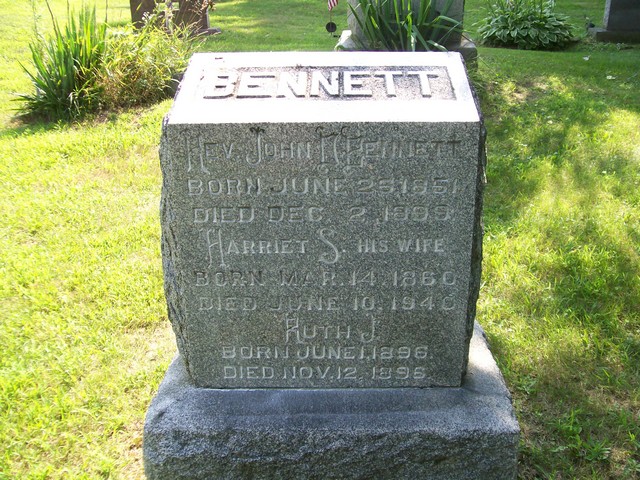 BENNETT
REV. JOHN BENNETT
BORN JUNE 25 1851
DIED DEC. 2,
HARRIET S. HIS WIFE
BORN MAR. 14, 1860
DIED JUNE 10, 1940
RUTH J.
BORN JUNE 1, 1896.
DIED NOV. 12, 1896.